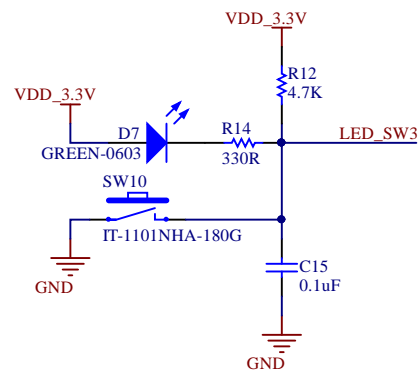 VDD_3.3V
VDD_3.3V
R12
4.7K
D7
R14
LED_SW3
GREEN-0603
330R
SW10
IT-1101NHA-180G
GND
C15
0.1uF
GND